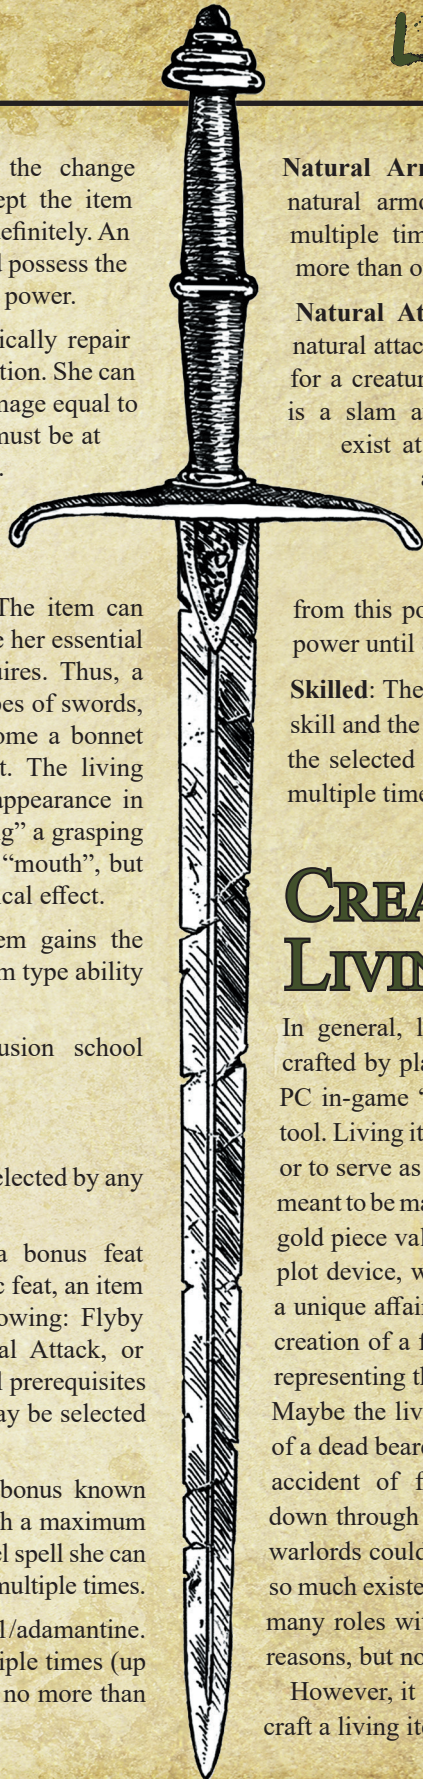 the change
ept the item
efinitely. An
possess the
power.
ically repair
tion. She can
mage equal to
must be at
The item can
e her essential
uires. Thus, a
pes of swords,
ome a bonnet
t. The living
appearance in
g” a grasping
“mouth”, but
ical effect.
em gains the
m type ability
usion school
elected by any
a bonus feat
c feat, an item
owing: Flyby
al Attack, or
l prerequisites
ay be selected
bonus known
h a maximum
el spell she can
multiple times.
1/adamantine.
iple times (up
no more than
L
Natural Arm
natural armo
multiple tim
more than o
Natural At
natural attac
for a creatur
is a slam a
exist at
from this po
power until
Skilled: The
skill and the
the selected
multiple time
CREA
LIVIN
In general, l
crafted by pla
PC in-game “
tool. Living it
or to serve as
meant to be ma
gold piece val
plot device, w
a unique affair
creation of a f
representing th
Maybe the liv
of a dead beard
accident of f
down through
warlords could
so much existe
many roles wit
reasons, but no
However, it
craft a living ite